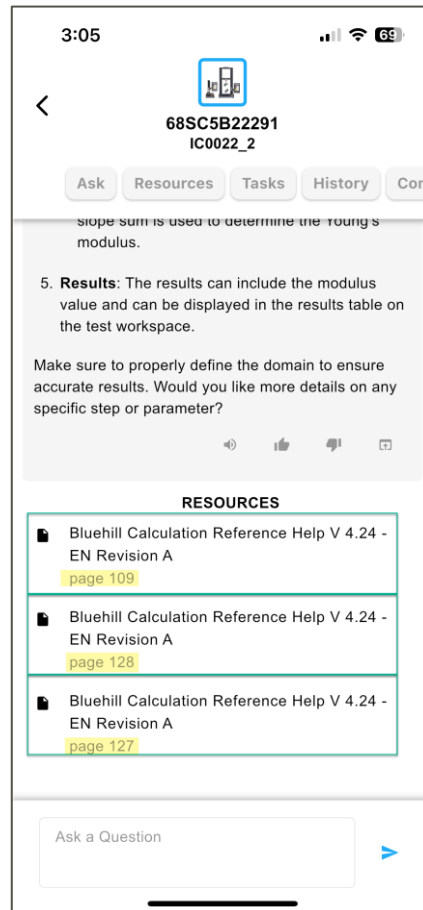 3:05
69
68SC5B22291
IC0022_2
Ask
Resources
Tasks
History
Cor
slope sum is used to determine the Young's
modulus.
5. Results: The results can include the modulus
value and can be displayed in the results table on
the test workspace.
Make sure to properly define the domain to ensure
accurate results. Would you like more details on any
specific step or parameter?
RESOURCES
Bluehill Calculation Reference Help V 4.24 -
EN Revision A
page 109
Bluehill Calculation Reference Help V 4.24 -
EN Revision A
page 128
Bluehill Calculation Reference Help V 4.24 -
EN Revision A
page 127
Ask a Question